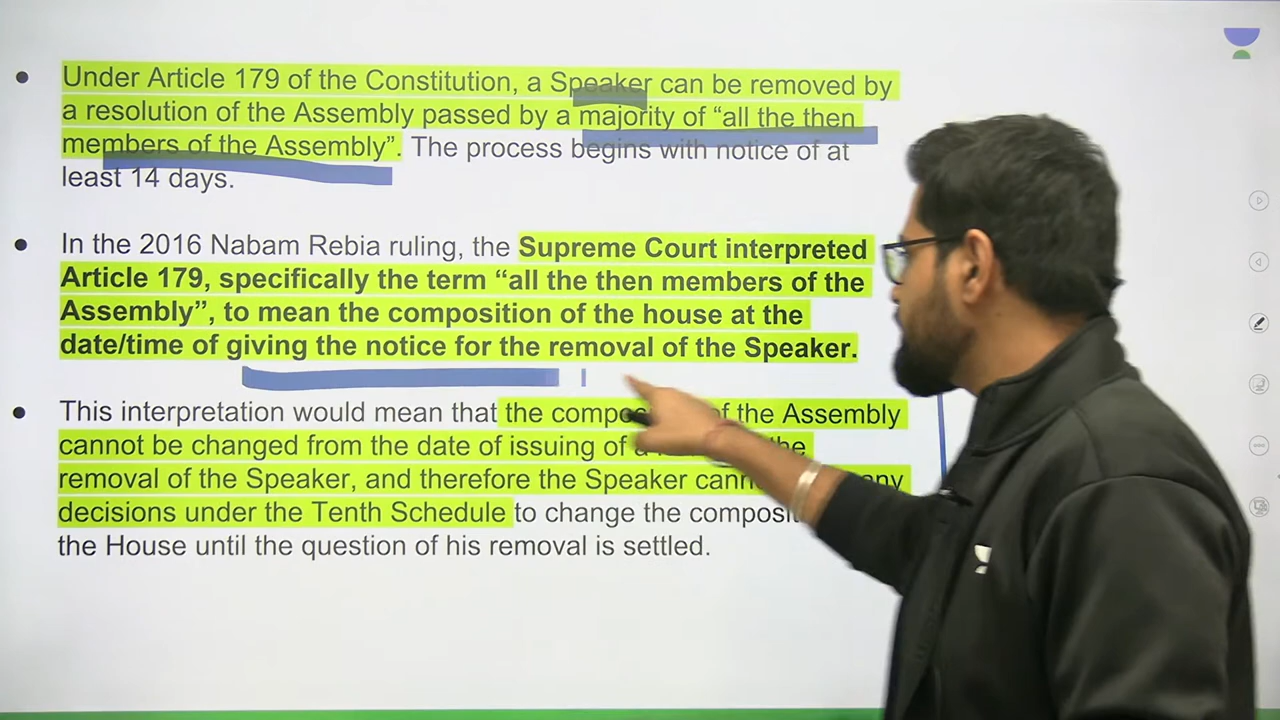 Under Article 179 of the Constitution, a Speaker can be removed by
a resolution of the Assembly passed by a majority of “all the then
members of the Assembly”. The process begins with notice of at
least 14 days.
In the 2016 Nabam Rebia ruling, the Supreme Court interpreted
Article 179, specifically the term “all the then members of the
Assembly”, to mean the composition of the house at the
date/time of giving the notice for the removal of the Speaker.
This interpretation would mean that the of the Assembly
cannot be changed from the date of issuing of the
removal of the Speaker, and therefore the Speaker any
decisions under the Tenth Schedule to change the
the House until the question of his removal is settled.